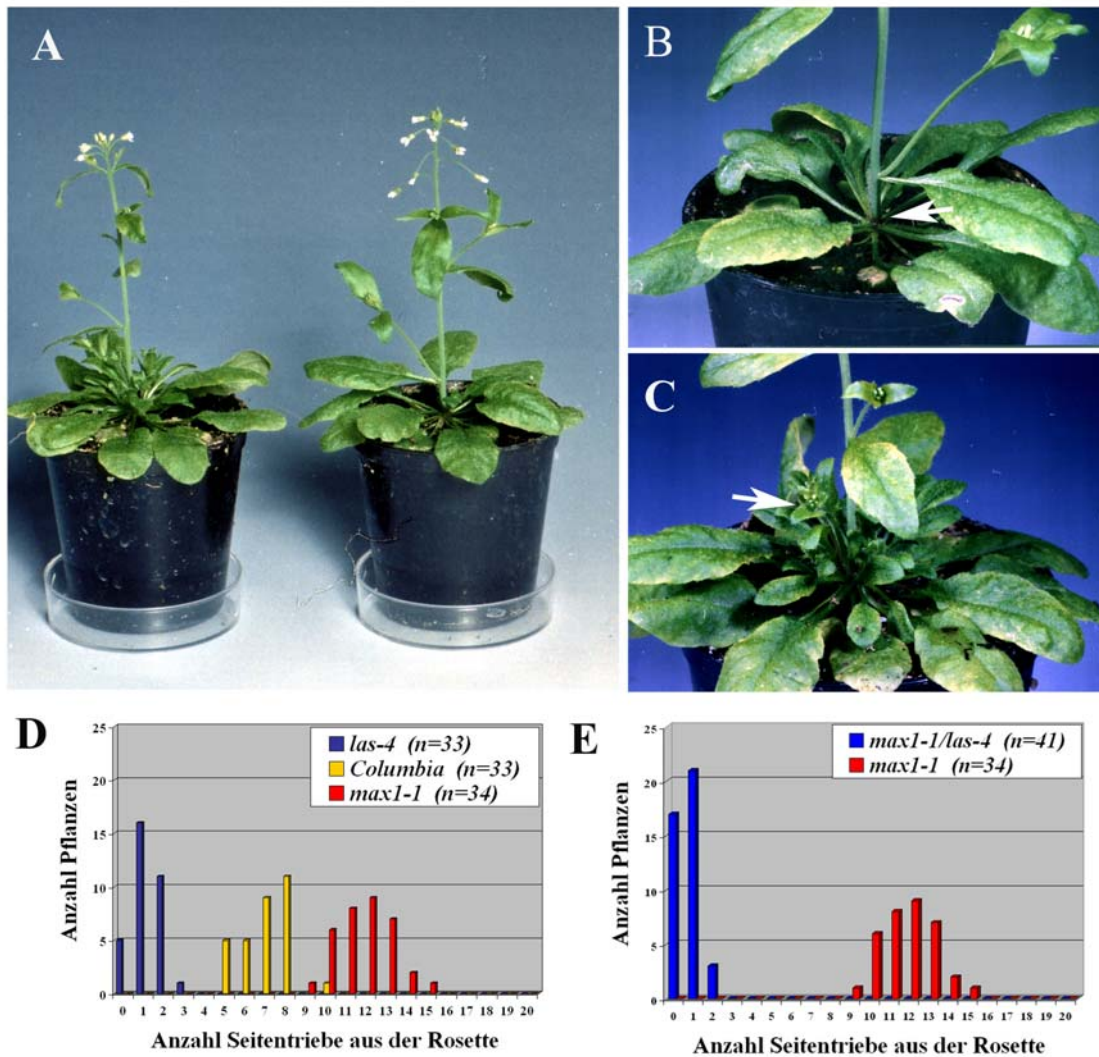 A
B
C
D
25
20
15
10
5
0
Anzahl Pflanzen
las-4 (n=33)
Columbia (n=33)
max1-1 (n=34)
0 1 2 3 4 5 6 7 8 9 10 11 12 13 14 15 16 17 18 19 20
Anzahl Seitentriebe aus der Rosette
E
25
20
15
10
5
0
Anzahl Pflanzen
max1-1/las-4 (n=41)
max1-1 (n=34)
0 1 2 3 4 5 6 7 8 9 10 11 12 13 14 15 16 17 18 19 20
Anzahl Seitentriebe aus der Rosette